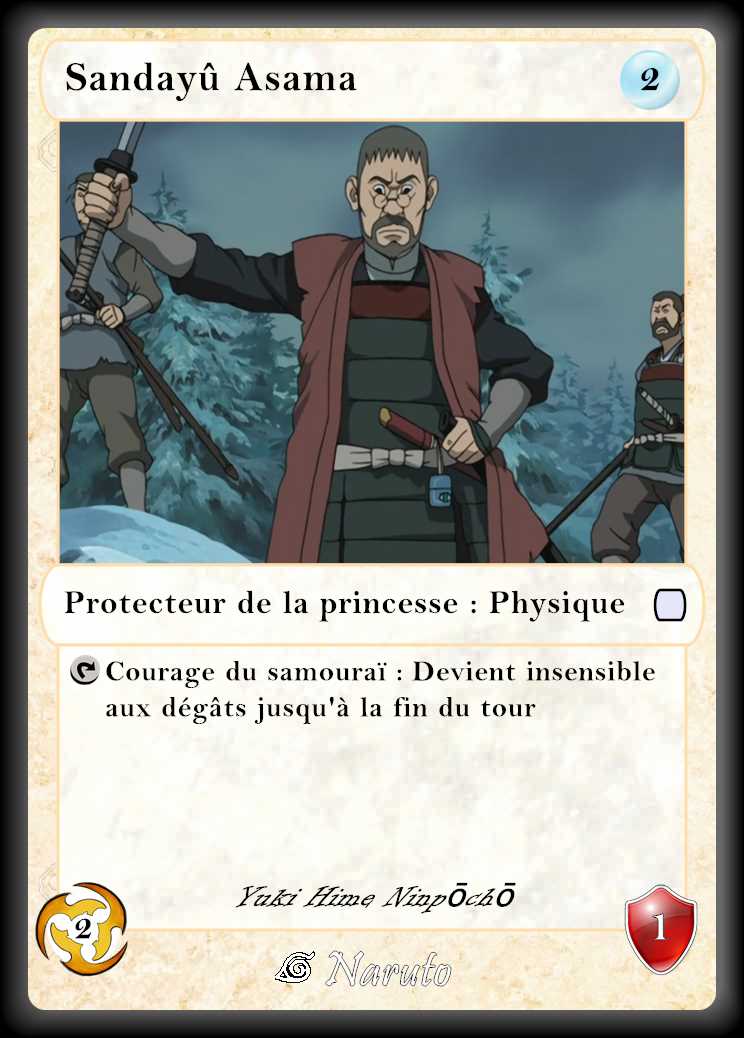 Sandayû Asama
2
Protecteur de la princesse : Physique
Courage du samouraï : Devient insensible
aux dégâts jusqu'à la fin du tour
Yuki Hime Ninpōchō
2
1
Naruto